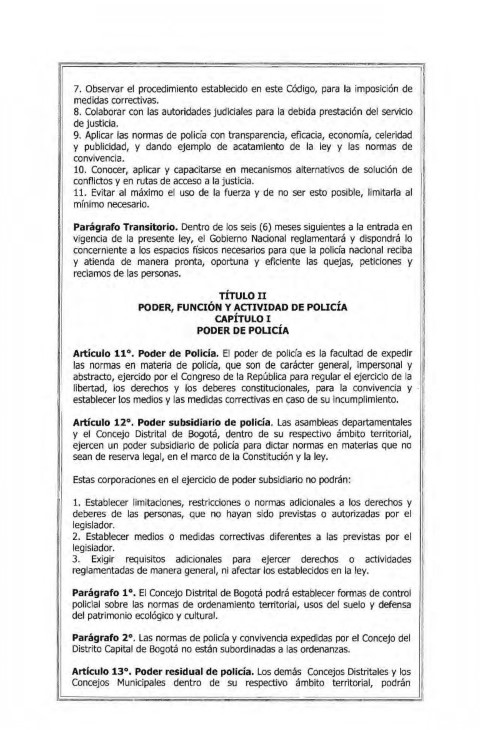 7. Observar el procedimiento establecido en este Código, para la imposición de
medidas correctivas.
8. Colaborar con las autoridades judiciales para la debida prestación del servicio
de justicia.
9. Aplicar las normas de policía con transparencia, eficacia, economía, celeridad
y publicidad, y dando ejemplo de acatamiento de la ley y las normas de
convivencia.
10. Conocer, aplicar y capacitarse en mecanismos alternativos de solución de
conflictos y en rutas de acceso a la justicia.
11. Evitar al máximo el uso de la fuerza y de no ser esto posible, limitarla al
mínimo necesario.
Parágrafo Transitorio. Dentro de los seis (6) meses siguientes a la entrada en
vigencia de la presente ley, el Gobierno Nacional reglamentará y dispondrá lo
concerniente a los espacios físicos necesarios para que la policía nacional reciba
y atienda de manera pronta, oportuna y eficiente las quejas, peticiones y
reclamos de las personas.
TÍTULO II
PODER, FUNCIÓN Y ACTIVIDAD DE POLICÍA
CAPÍTULO I
PODER DE POLICÍA
Artículo 11º. Poder de Policía. El poder de policía es la facultad de expedir
las normas en materia de policía, que son de carácter general, impersonal y
abstracto, ejercido por el Congreso de la República para regular el ejercicio de la
libertad, los derechos y los deberes constitucionales, para la convivencia y
establecer los medios y las medidas correctivas en caso de su incumplimiento.
Artículo 12º. Poder subsidiario de policía. Las asambleas departamentales
y el Concejo Distrital de Bogotá, dentro de su respectivo ámbito territorial,
ejercen un poder subsidiario de policía para dictar normas en materias que no
sean de reserva legal, en el marco de la Constitución y la ley.
Estas corporaciones en el ejercicio de poder subsidiario no podrán:
1. Establecer limitaciones, restricciones o normas adicionales a los derechos y
deberes de las personas, que no hayan sido previstas o autorizadas por el
legislador.
2. Establecer medios o medidas correctivas diferentes a las previstas por el
legislador.
3. Exigir requisitos adicionales para ejercer derechos o actividades
reglamentadas de manera general, ni afectar los establecidos en la ley.
Parágrafo 1º. El Concejo Distrital de Bogotá podrá establecer formas de control
policial sobre las normas de ordenamiento territorial, usos del suelo y defensa
del patrimonio ecológico y cultural.
Parágrafo 2º. Las normas de policía y convivencia expedidas por el Concejo del
Distrito Capital de Bogotá no están subordinadas a las ordenanzas.
Artículo 13º. Poder residual de policía. Los demás Concejos Distritales y los
Concejos Municipales dentro de su respectivo ámbito territorial, podrán